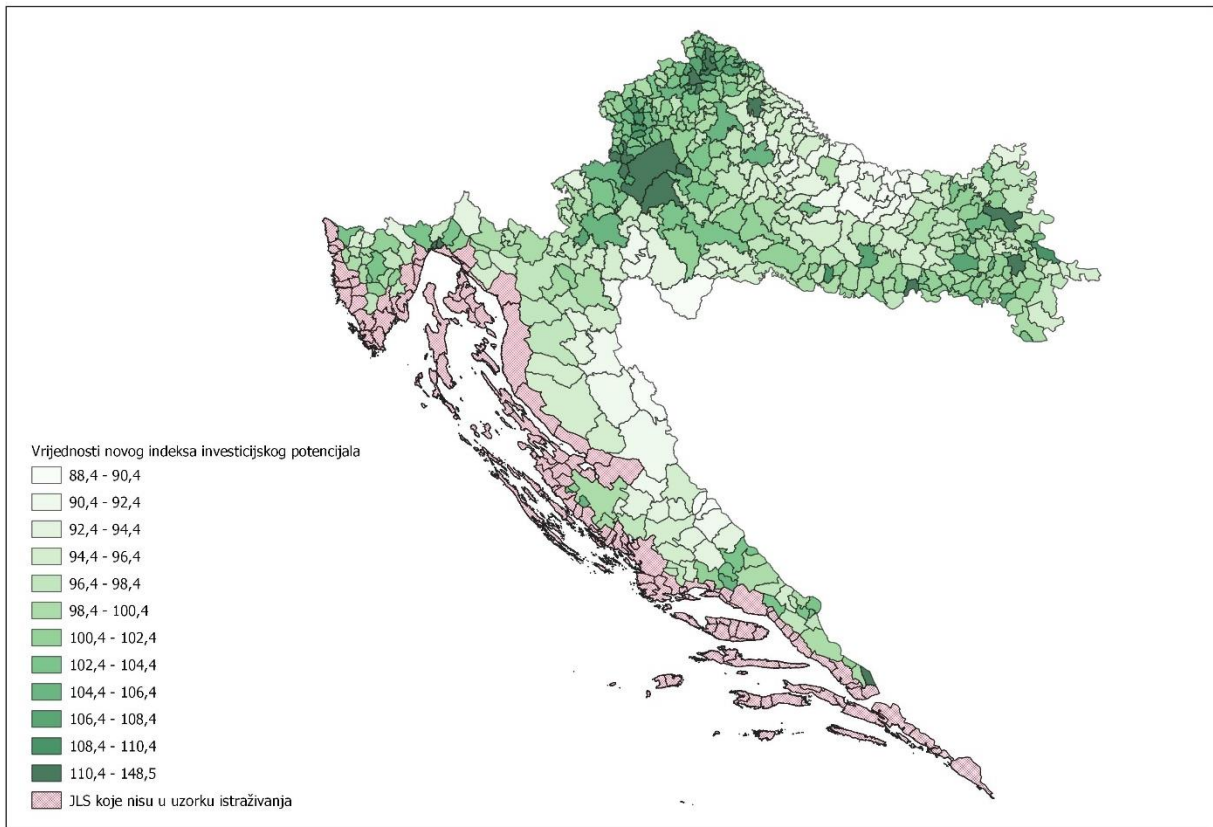 Vrijednosti novog indeksa investicijskog potencijala
88,4 - 90,4
90,4 - 92,4
92,4 - 94,4
94,4 - 96,4
96,4 - 98,4
98,4 - 100,4
100,4 - 102,4
102,4 - 104,4
104,4 - 106,4
106,4 - 108,4
108,4 - 110,4
110,4 - 148,5
JLS koje nisu u uzorku istraživanja